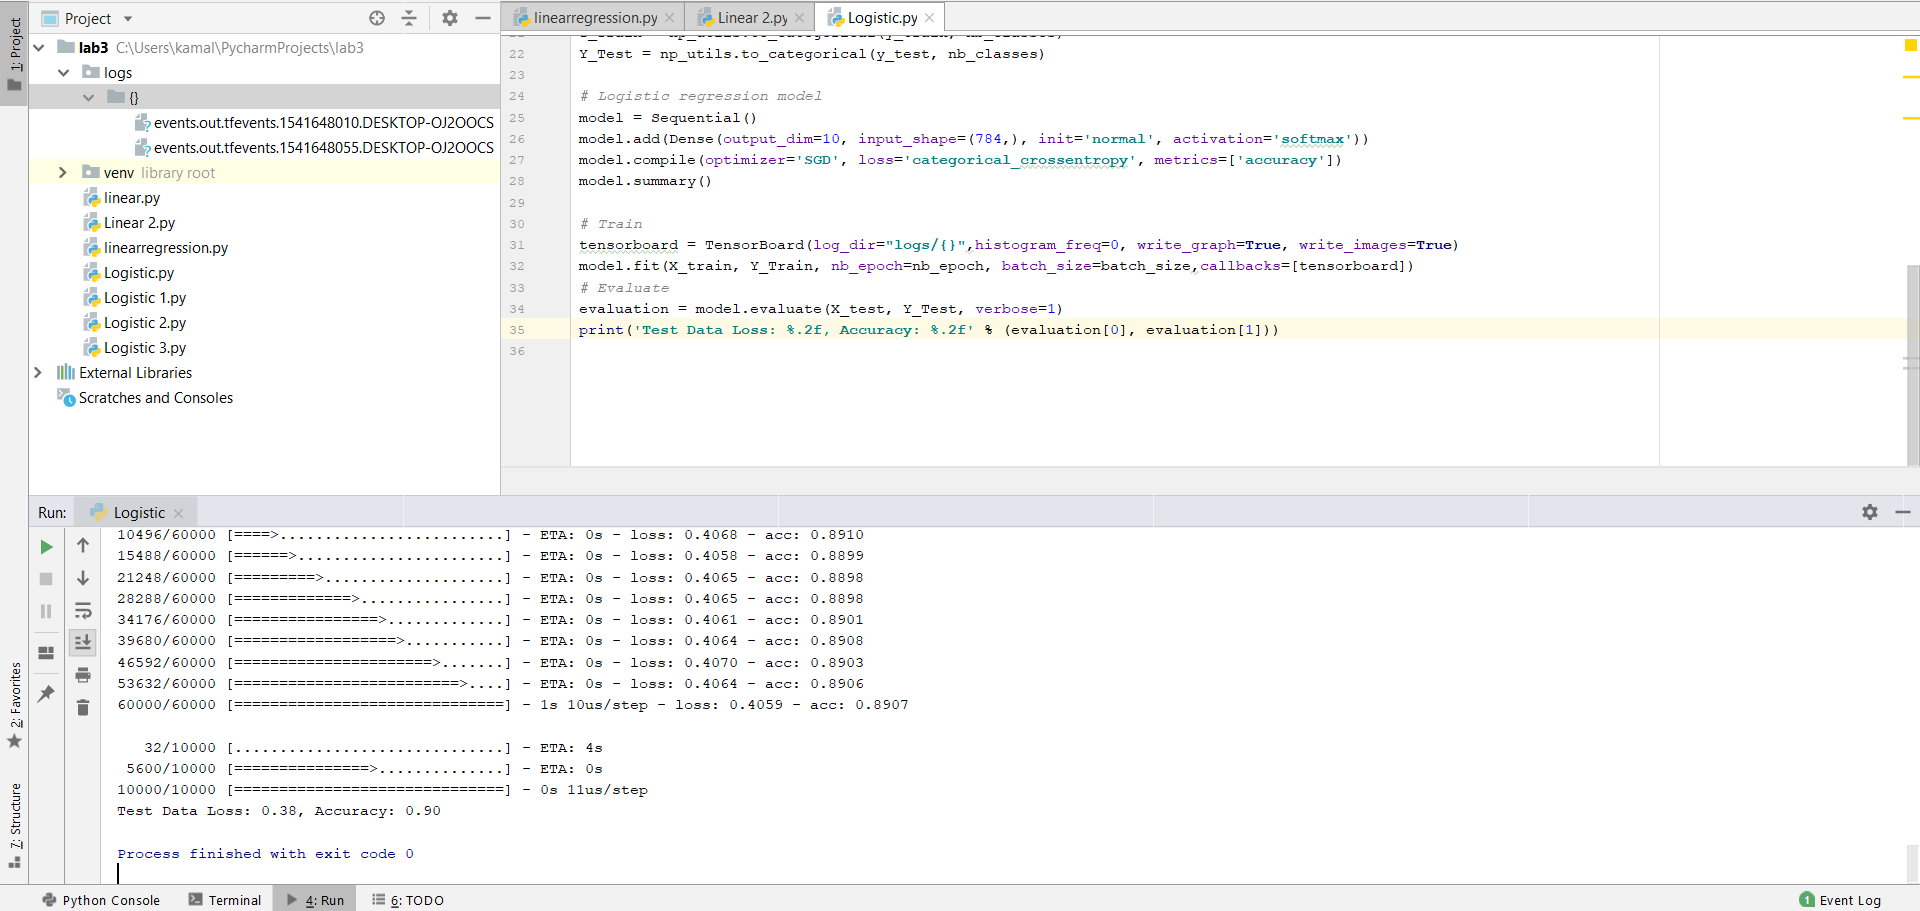 Project
linearregression.py
Linear 2.py
Logistic.py
1: Project
lab3 C:\Users\kamal\PycharmProjects\lab3
logs
{}
events.out.tfevents.1541648010.DESKTOP-OJ2OOCS
events.out.tfevents.1541648055.DESKTOP-OJ2OOCS
venv library root
linear.py
Linear 2.py
linearregression.py
Logistic.py
Logistic 1.py
Logistic 2.py
Logistic 3.py
External Libraries
Scratches and Consoles
22 Y_Test = np_utils.to_categorical(y_test, nb_classes)
23
24 # Logistic regression model
25 model = Sequential()
26 model.add(Dense(output_dim=10, input_shape=(784,), init='normal', activation='softmax'))
27 model.compile(optimizer='SGD', loss='categorical_crossentropy', metrics=['accuracy'])
28 model.summary()
29
30 # Train
31 tensorboard = TensorBoard(log_dir="logs/{}",histogram_freq=0, write_graph=True, write_images=True)
32 model.fit(X_train, Y_Train, nb_epoch=nb_epoch, batch_size=batch_size,callbacks=[tensorboard])
33 # Evaluate
34 evaluation = model.evaluate(X_test, Y_Test, verbose=1)
35 print('Test Data Loss: %.2f, Accuracy: %.2f' % (evaluation[0], evaluation[1]))
36
Run: Logistic
10496/60000 [====>.........................] - ETA: 0s - loss: 0.4068 - acc: 0.8910
15488/60000 [======>.......................] - ETA: 0s - loss: 0.4058 - acc: 0.8899
21248/60000 [=========>....................] - ETA: 0s - loss: 0.4065 - acc: 0.8898
28288/60000 [=============>................] - ETA: 0s - loss: 0.4065 - acc: 0.8898
34176/60000 [================>.............] - ETA: 0s - loss: 0.4061 - acc: 0.8901
39680/60000 [==================>...........] - ETA: 0s - loss: 0.4064 - acc: 0.8908
46592/60000 [======================>.......] - ETA: 0s - loss: 0.4070 - acc: 0.8903
53632/60000 [=========================>....] - ETA: 0s - loss: 0.4064 - acc: 0.8906
60000/60000 [==============================] - 1s 10us/step - loss: 0.4059 - acc: 0.8907
32/10000 [..............................] - ETA: 4s
5600/10000 [===============>..............] - ETA: 0s
10000/10000 [==============================] - 0s 11us/step
Test Data Loss: 0.38, Accuracy: 0.90
Process finished with exit code 0
2: Favorites
7: Structure
Python Console
Terminal
4: Run
6: TODO
1 Event Log